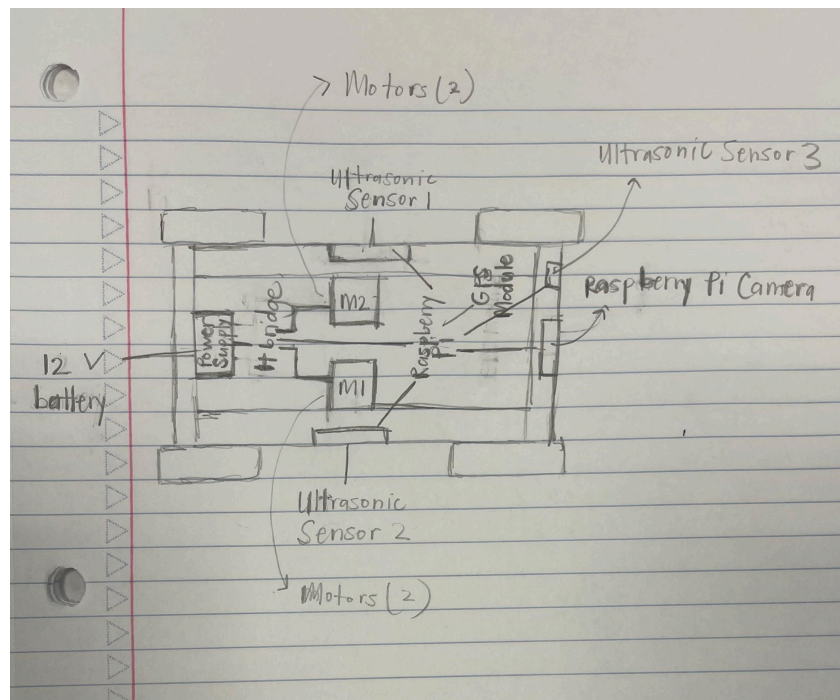 Motors (2)
Ultrasonic Sensor 3
Ultrasonic
Sensor 1
GPS
Module
Raspberry Pi Camera
M2
H bridge
Raspberry
Pi
Power
Supply
12 V
battery
M1
Ultrasonic
Sensor 2
Motors (2)